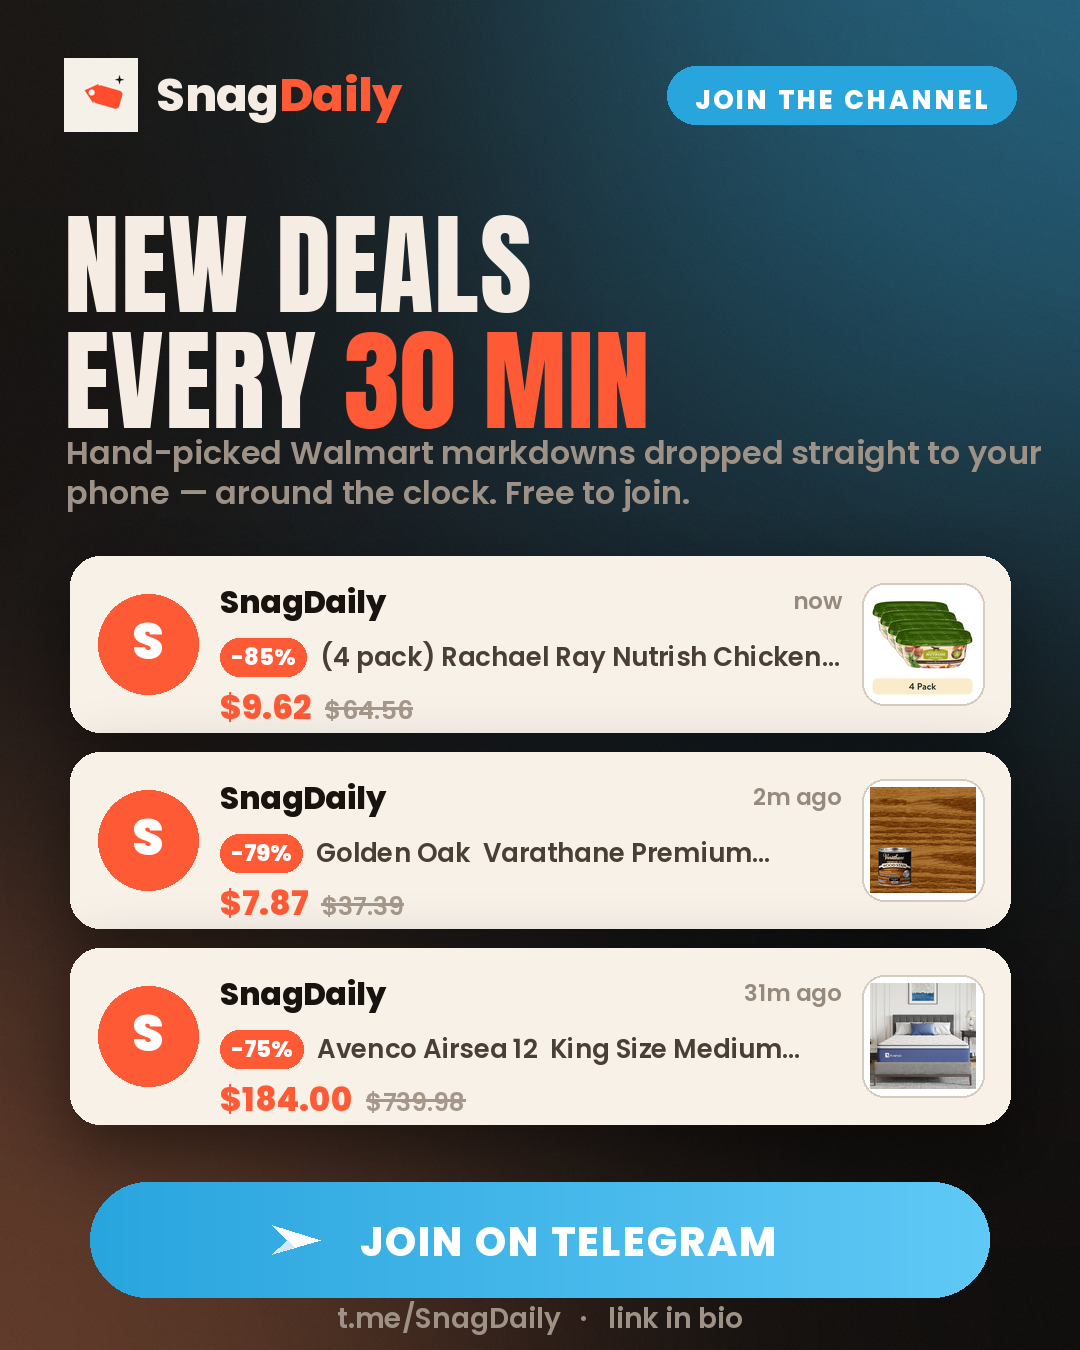 SnagDaily
JOIN THE CHANNEL
NEW DEALS
EVERY 30 MIN
Hand-picked Walmart markdowns dropped straight to your
phone — around the clock. Free to join.
S
SnagDaily
now
-85% (4 pack) Rachael Ray Nutrish Chicken...
$9.62 $64.56
4 Pack
S
SnagDaily
2m ago
-79% Golden Oak  Varathane Premium...
$7.87 $37.39
Varathane
S
SnagDaily
31m ago
-75% Avenco Airsea 12  King Size Medium...
$184.00 $739.98
JOIN ON TELEGRAM
t.me/SnagDaily · link in bio